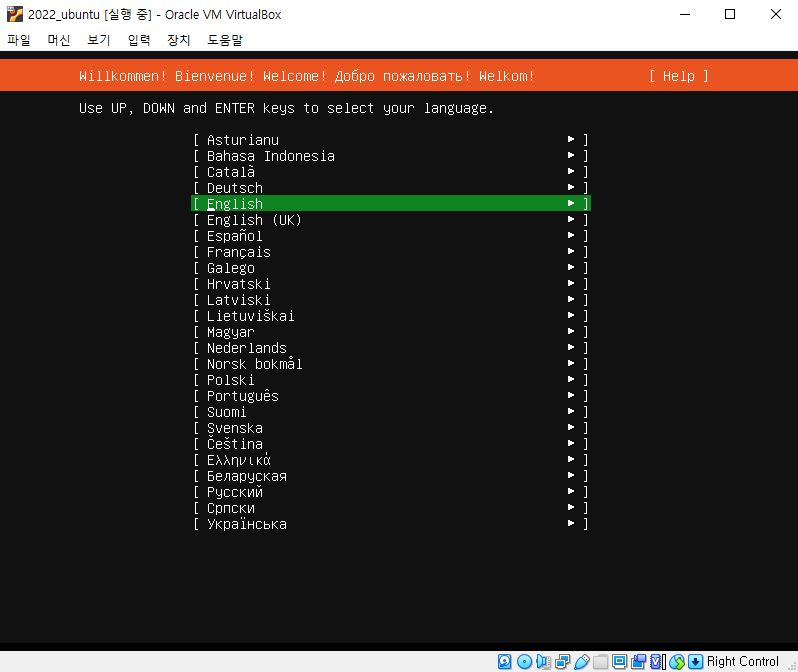 2022_ubuntu [실행 중] - Oracle VM VirtualBox
파일 머신 보기 입력 장치 도움말
Willkommen! Bienvenue! Welcome! Добро пожаловать! Welkom! [ Help ]
Use UP, DOWN and ENTER keys to select your language.
[ Asturianu ▸ ]
[ Bahasa Indonesia ▸ ]
[ Català ▸ ]
[ Deutsch ▸ ]
[ English ▸ ]
[ English (UK) ▸ ]
[ Español ▸ ]
[ Français ▸ ]
[ Galego ▸ ]
[ Hrvatski ▸ ]
[ Latviski ▸ ]
[ Lietuviškai ▸ ]
[ Magyar ▸ ]
[ Nederlands ▸ ]
[ Norsk bokmål ▸ ]
[ Polski ▸ ]
[ Português ▸ ]
[ Suomi ▸ ]
[ Svenska ▸ ]
[ Čeština ▸ ]
[ Ελληνικά ▸ ]
[ Беларуская ▸ ]
[ Русский ▸ ]
[ Српски ▸ ]
[ Українська ▸ ]
Right Control